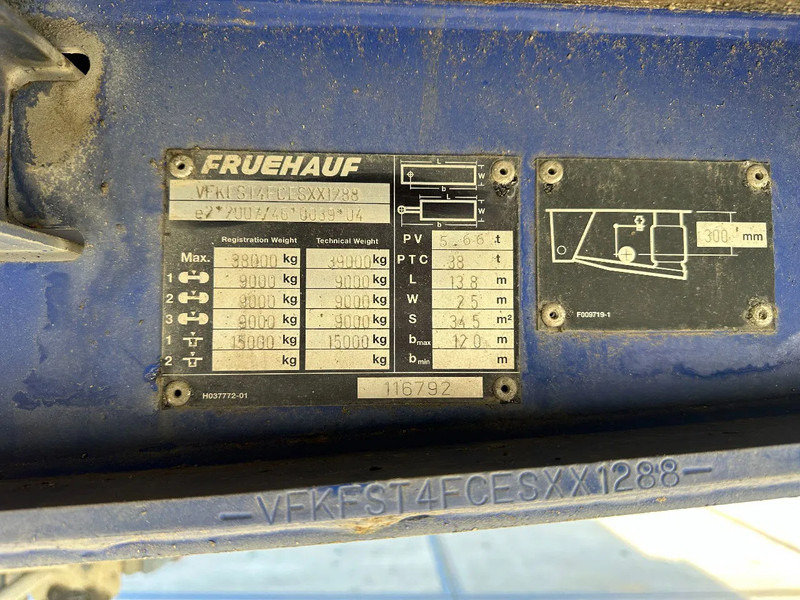 FRUEHAUF
VFKFST4FCESXX1288
e2*2007/46*0039*04
Registration Weight Technical Weight
Max. 38000 kg 39000 kg
1 9000 kg 9000 kg
2 9000 kg 9000 kg
3 9000 kg 9000 kg
1 15000 kg 15000 kg
2 kg kg
H037772-01
L
W
b
L
W
b
PV 5.66 t
PTC 38 t
L 13.8 m
W 2.5 m
S 34.5 m²
bmax 12.0 m
bmin m
116792
300 mm
F009719-1
–VFKFST4FCESXX1288–